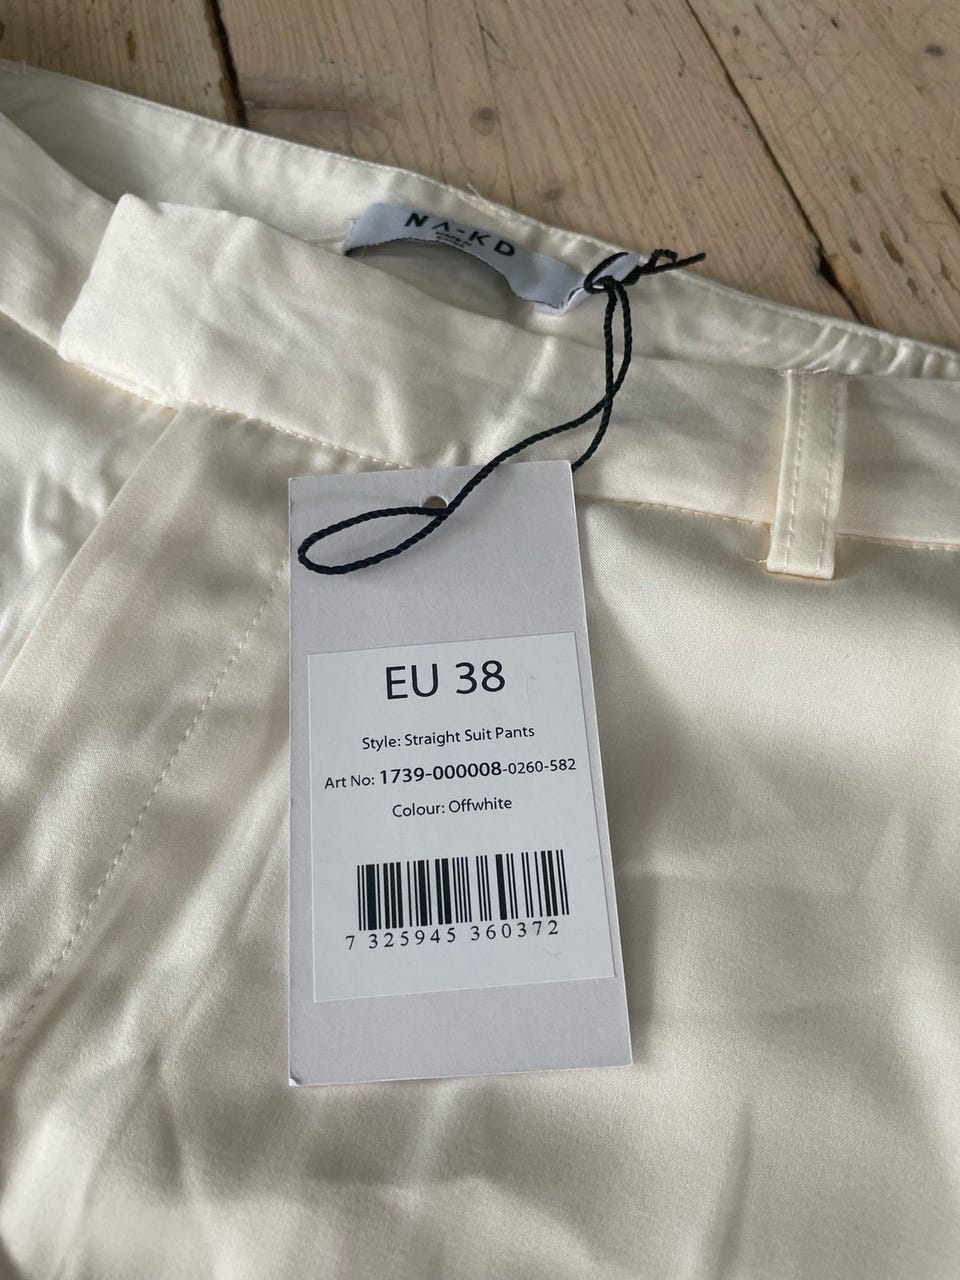 NA-KD
EU 38
Style: Straight Suit Pants
Art No: 1739-000008-0260-582
Colour: Offwhite
7 325945 360372